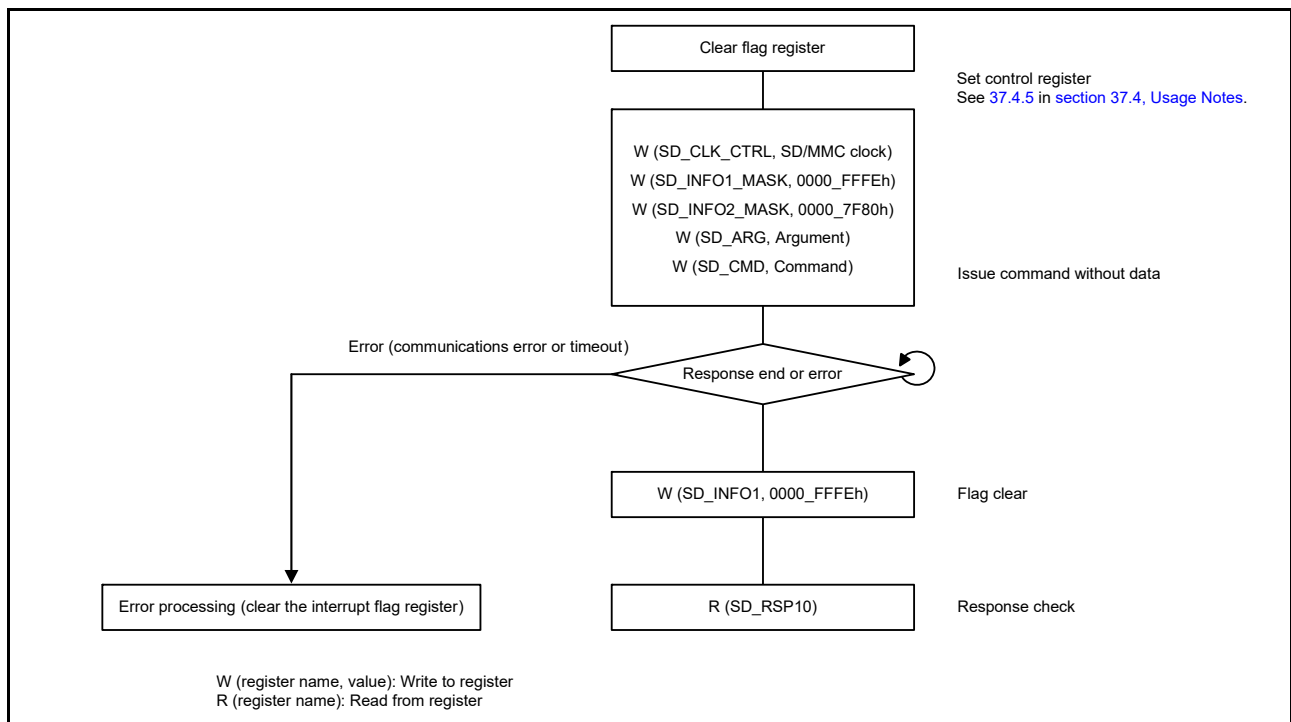 Clear flag register
Set control register
See 37.4.5 in section 37.4, Usage Notes.
W (SD_CLK_CTRL, SD/MMC clock)
W (SD_INFO1_MASK, 0000_FFFEh)
W (SD_INFO2_MASK, 0000_7F80h)
W (SD_ARG, Argument)
W (SD_CMD, Command)
Issue command without data
Error (communications error or timeout)
Response end or error
W (SD_INFO1, 0000_FFFEh)
Flag clear
Error processing (clear the interrupt flag register)
R (SD_RSP10)
Response check
W (register name, value): Write to register
R (register name): Read from register